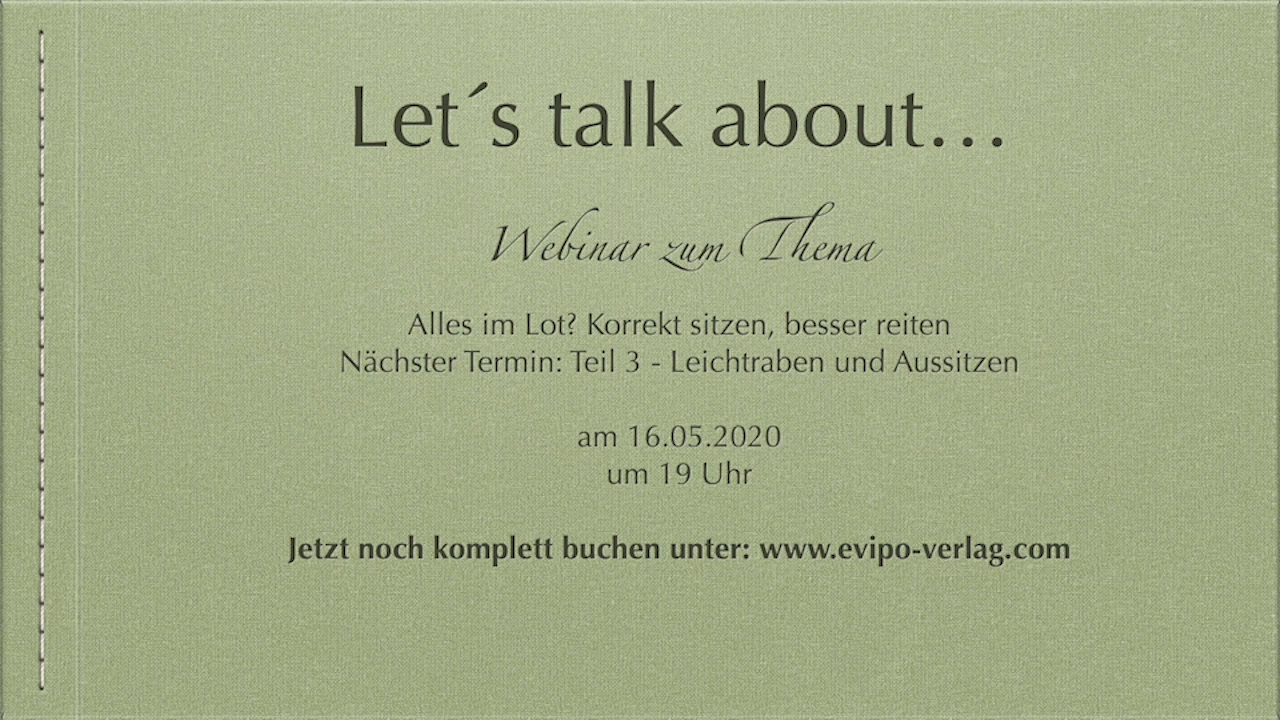 Let´s talk about…
Webinar zum Thema
Alles im Lot? Korrekt sitzen, besser reiten
Nächster Termin: Teil 3 - Leichtraben und Aussitzen
am 16.05.2020
um 19 Uhr
Jetzt noch komplett buchen unter: www.evipo-verlag.com